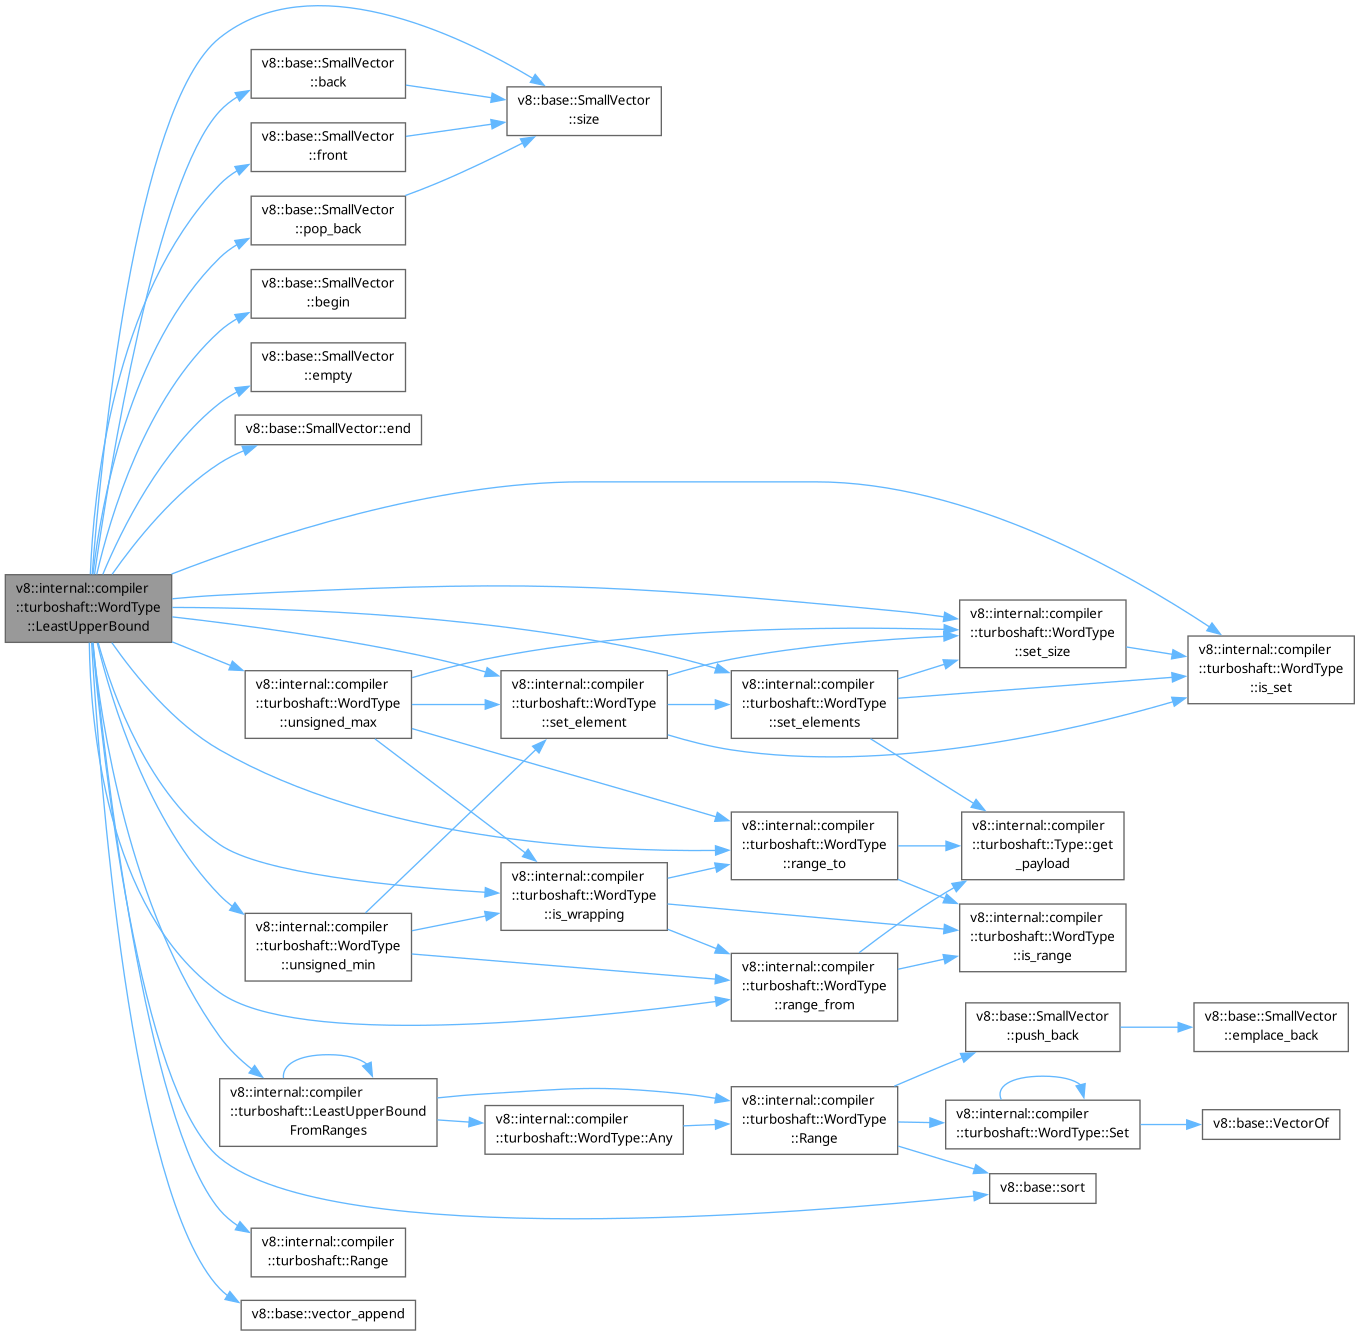 v8::base::SmallVector
::back
v8::base::SmallVector
::size
v8::base::SmallVector
::front
v8::base::SmallVector
::pop_back
v8::base::SmallVector
::begin
v8::base::SmallVector
::empty
v8::base::SmallVector::end
v8::internal::compiler
::turboshaft::WordType
::LeastUpperBound
v8::internal::compiler
::turboshaft::WordType
::set_size
v8::internal::compiler
::turboshaft::WordType
::is_set
v8::internal::compiler
::turboshaft::WordType
::unsigned_max
v8::internal::compiler
::turboshaft::WordType
::set_element
v8::internal::compiler
::turboshaft::WordType
::set_elements
v8::internal::compiler
::turboshaft::WordType
::range_to
v8::internal::compiler
::turboshaft::Type::get
_payload
v8::internal::compiler
::turboshaft::WordType
::is_wrapping
v8::internal::compiler
::turboshaft::WordType
::is_range
v8::internal::compiler
::turboshaft::WordType
::unsigned_min
v8::internal::compiler
::turboshaft::WordType
::range_from
v8::base::SmallVector
::push_back
v8::base::SmallVector
::emplace_back
v8::internal::compiler
::turboshaft::LeastUpperBound
FromRanges
v8::internal::compiler
::turboshaft::WordType::Any
v8::internal::compiler
::turboshaft::WordType
::Range
v8::internal::compiler
::turboshaft::WordType::Set
v8::base::VectorOf
v8::base::sort
v8::internal::compiler
::turboshaft::Range
v8::base::vector_append